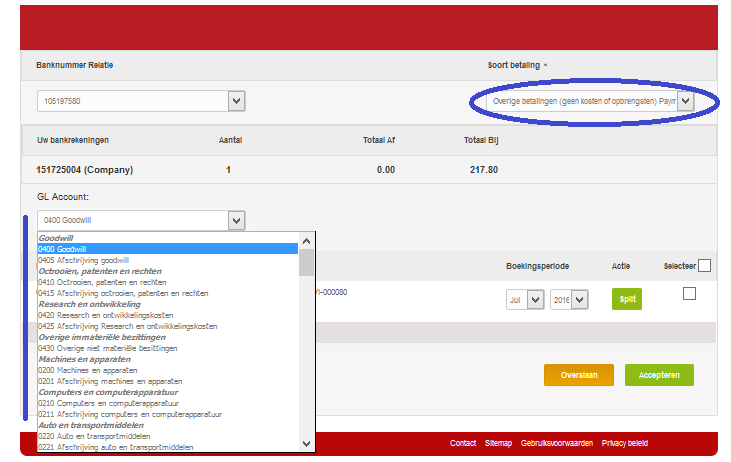 Banknummer Relatie Soort betaling *
105197580 Overige betalingen (geen kosten of opbrengsten) Paym
Uw bankrekeningen Aantal Totaal Af Totaal Bij
151725004 (Company) 1 0.00 217.80
GL Account:
0400 Goodwill
Goodwill
0400 Goodwill
0405 Afschrijving goodwill
Octrooien, patenten en rechten
0410 Octrooien, patenten en rechten
0415 Afschrijving octrooien, patenten en rechten
Research en ontwikkeling
0420 Research en ontwikkelingskosten
0425 Afschrijving Research en ontwikkelingskosten
Overige immateriële bezittingen
0430 Overige niet materiële bezittingen
Machines en apparaten
0200 Machines en apparaten
0201 Afschrijving machines en apparaten
Computers en computerapparatuur
0210 Computers en computerapparatuur
0211 Afschrijving computers en computerapparatuur
Auto en transportmiddelen
0220 Auto en transportmiddelen
0221 Afschrijving auto en transportmiddelen
Boekingsperiode Actie Selecteer
-000080 Jul 2016 Split
Overslaan Accepteren
Contact Sitemap Gebruiksvoorwaarden Privacy beleid